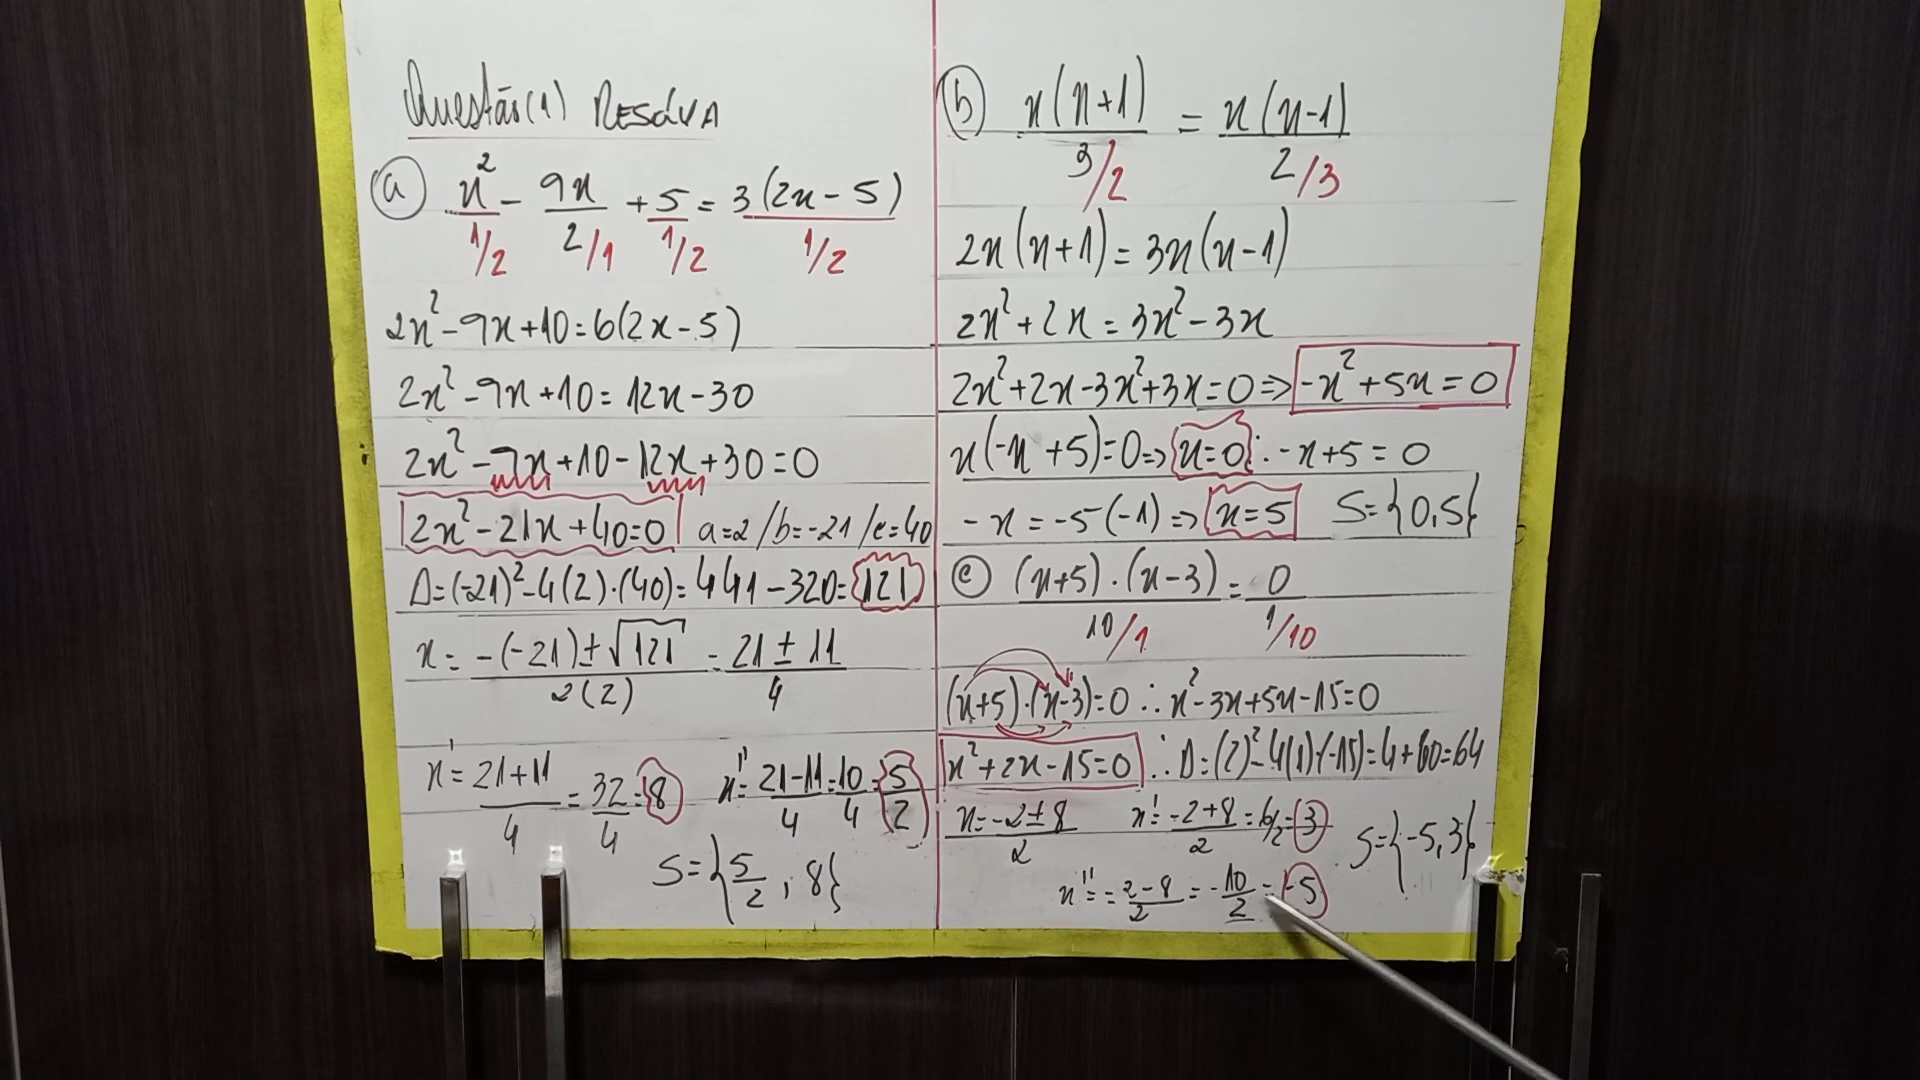 Questão(1) RESOLVA
(a) x²/1/2 - 9x/2/1 + 5/1/2 = 3(2x - 5)/1/2
2x² - 9x + 10 = 6(2x - 5)
2x² - 9x + 10 = 12x - 30
2x² - 9x + 10 - 12x + 30 = 0
2x² - 21x + 40 = 0 a=2 / b=-21 / c=40
Δ = (-21)² - 4(2).(40) = 441 - 320 = 121
x = -(-21) ± √121 / 2(2) = 21 ± 11 / 4
x' = 21 + 11 / 4 = 32/4 = 8 x'' = 21 - 11 / 4 = 10/4 = 5/2
S = {5/2 ; 8}
(b) x(x+1) / 3/2 = x(x-1) / 2/3
2x(x+1) = 3x(x-1)
2x² + 2x = 3x² - 3x
2x² + 2x - 3x² + 3x = 0 => -x² + 5x = 0
x(-x + 5) = 0 => x=0 ∴ -x + 5 = 0
-x = -5 (-1) => x=5 S = {0,5}
(c) (x+5).(x-3) / 10/1 = 0 / 1/10
(x+5).(x-3) = 0 ∴ x² - 3x + 5x - 15 = 0
x² + 2x - 15 = 0 ∴ Δ = (2)² - 4(1).(-15) = 4 + 60 = 64
x = -2 ± 8 / 2 x' = -2 + 8 / 2 = 6/2 = 3 S = {-5,3}
x'' = = -2 - 8 / 2 = -10/2 = -5